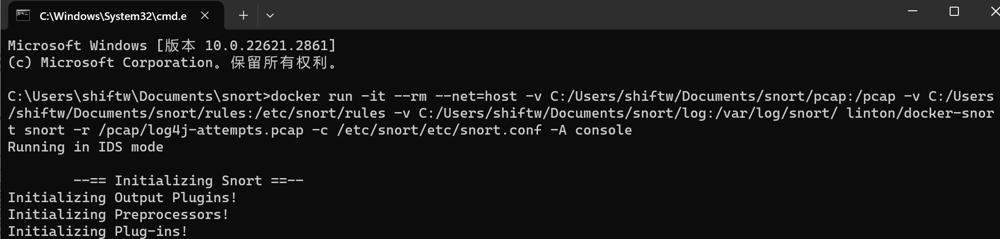 C:\Windows\System32\cmd.e
Microsoft Windows [版本 10.0.22621.2861]
(c) Microsoft Corporation。保留所有权利。
C:\Users\shiftw\Documents\snort>docker run -it --rm --net=host -v C:/Users/shiftw/Documents/snort/pcap:/pcap -v C:/Users
/shiftw/Documents/snort/rules:/etc/snort/rules -v C:/Users/shiftw/Documents/snort/log:/var/log/snort/ linton/docker-snor
t snort -r /pcap/log4j-attempts.pcap -c /etc/snort/etc/snort.conf -A console
Running in IDS mode
--== Initializing Snort ==--
Initializing Output Plugins!
Initializing Preprocessors!
Initializing Plug-ins!